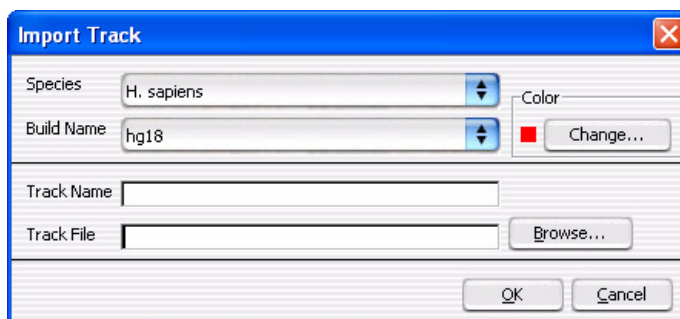 Import Track
Species
H. sapiens
Color
Build Name
hg18
Change...
Track Name
Track File
Browse...
OK
Cancel